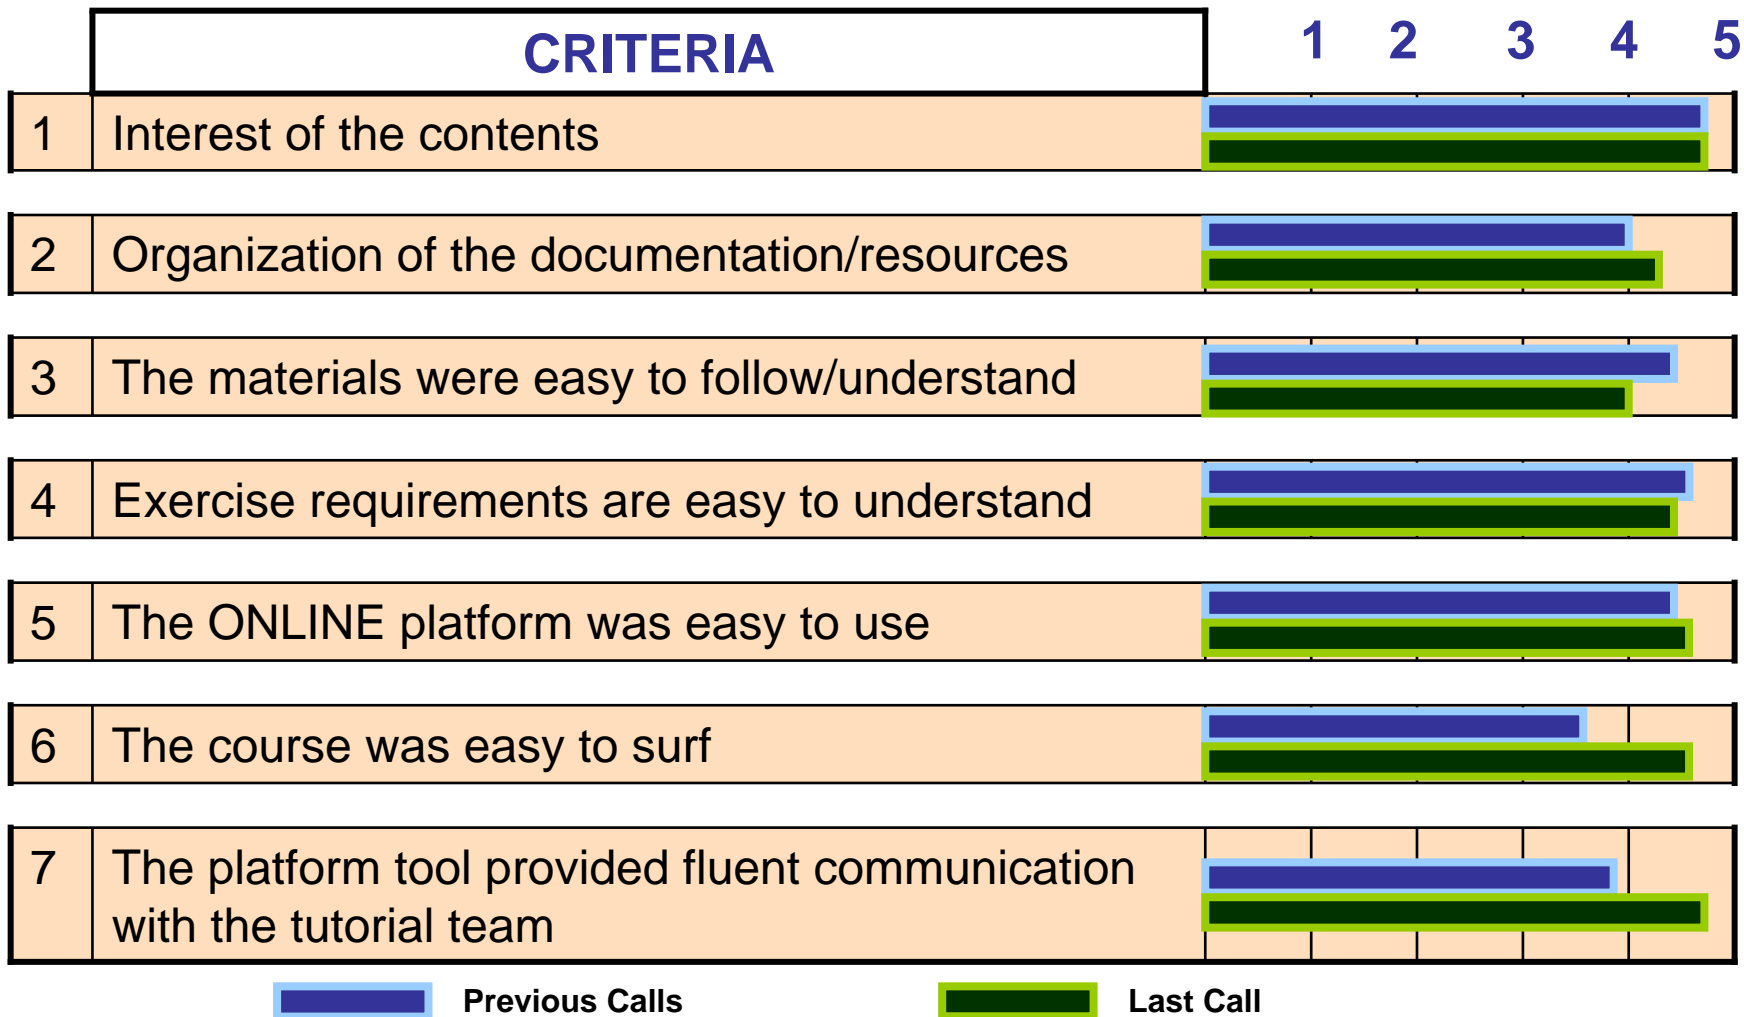 CRITERIA 1 2 3 4 5
1 Interest of the contents
2 Organization of the documentation/resources
3 The materials were easy to follow/understand
4 Exercise requirements are easy to understand
5 The ONLINE platform was easy to use
6 The course was easy to surf
7 The platform tool provided fluent communication
with the tutorial team
Previous Calls Last Call